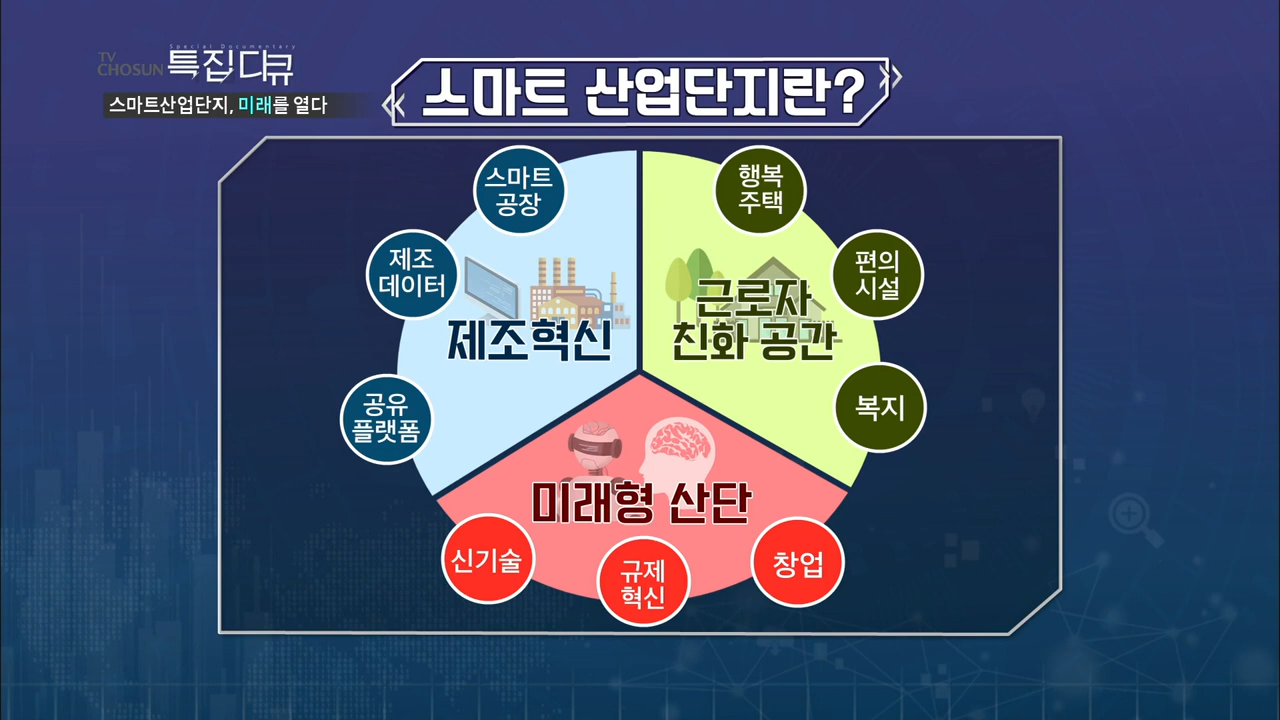 Special Documentary
TV
CHOSUN
특집 다큐
스마트산업단지, 미래를 열다
스마트 산업단지란?
스마트
공장
제조
데이터
공유
플랫폼
제조혁신
행복
주택
편의
시설
복지
근로자
친화 공간
미래형 산단
신기술
규제
혁신
창업